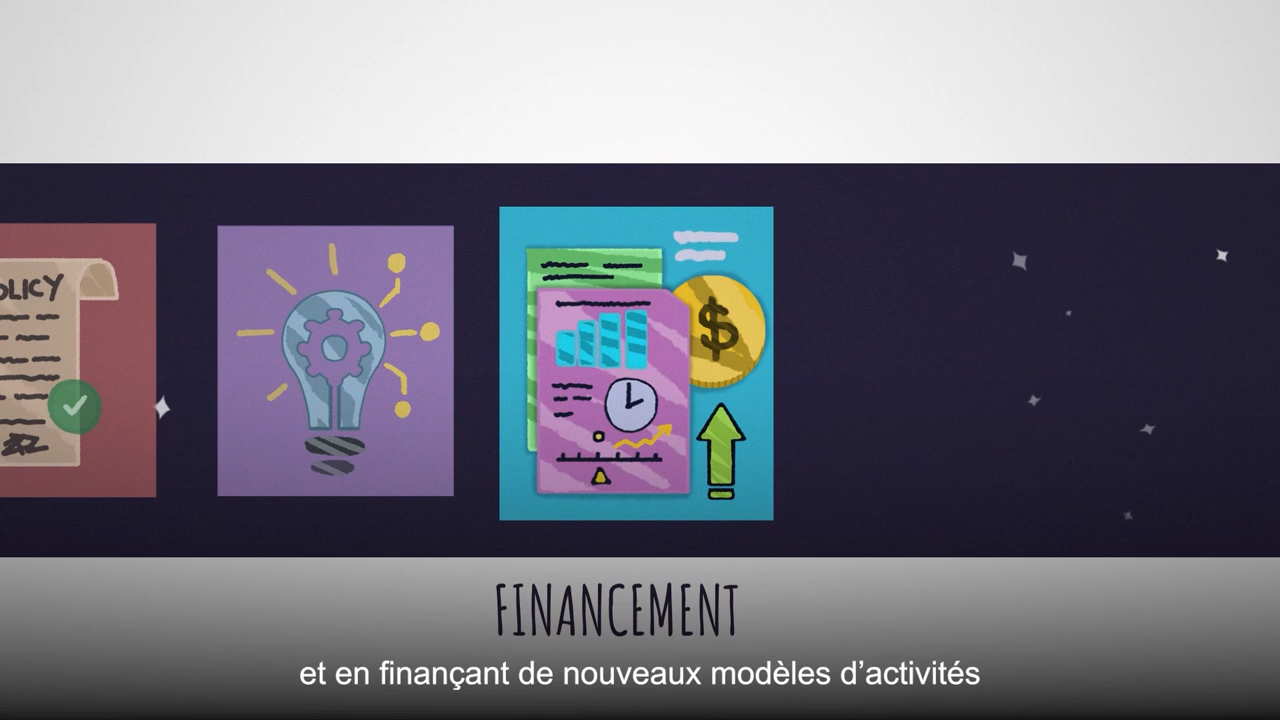 OLICY
$
FINANCEMENT
et en finançant de nouveaux modèles d’activités